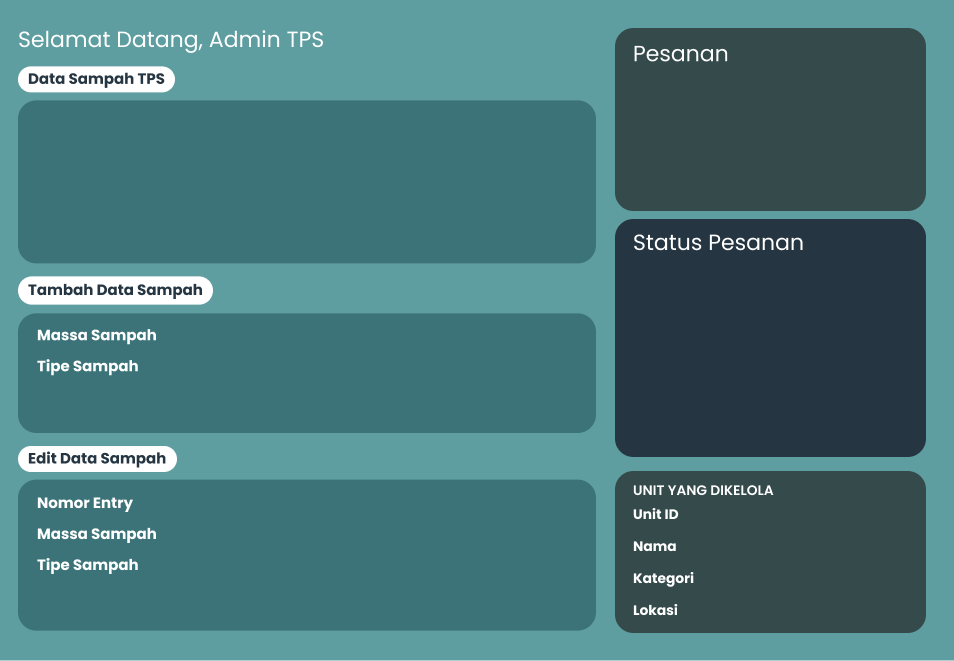 Selamat Datang, Admin TPS
Data Sampah TPS
Tambah Data Sampah
Massa Sampah
Tipe Sampah
Edit Data Sampah
Nomor Entry
Massa Sampah
Tipe Sampah
Pesanan
Status Pesanan
UNIT YANG DIKELOLA
Unit ID
Nama
Kategori
Lokasi